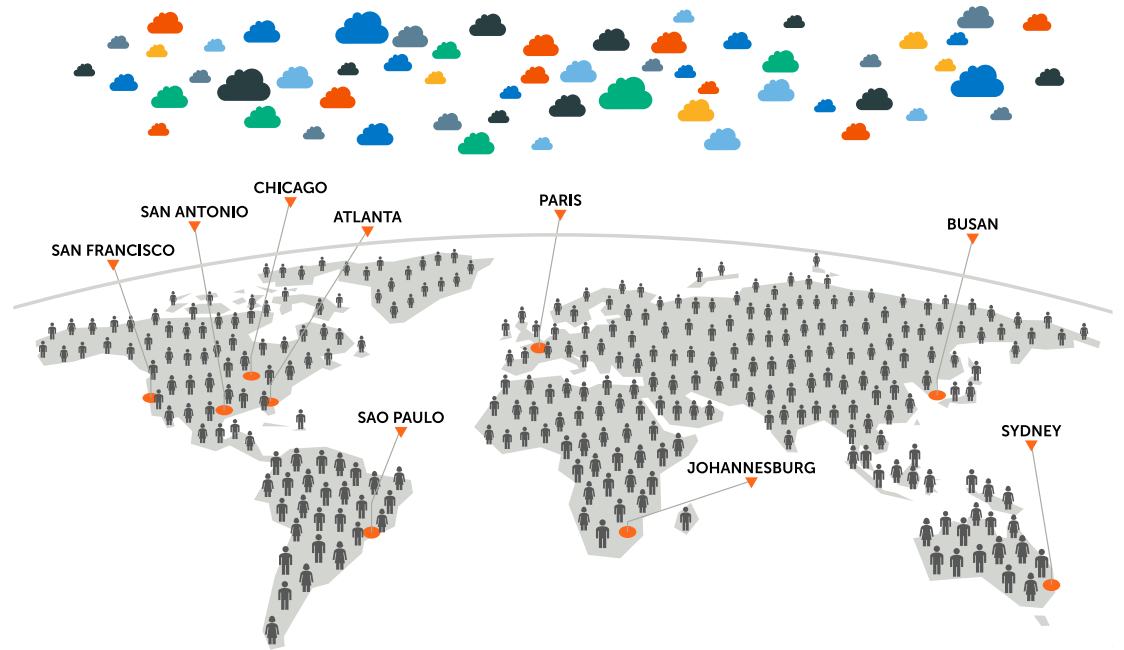 CHICAGO
SAN ANTONIO
ATLANTA
PARIS
BUSAN
SAN FRANCISCO
SAO PAULO
SYDNEY
JOHANNESBURG